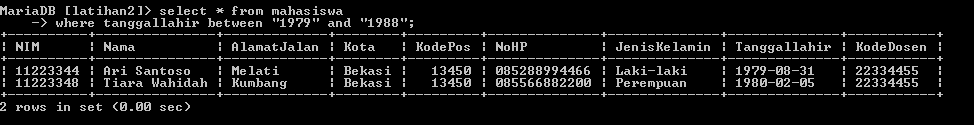 MariaDB [latihan2]> select * from mahasiswa
    -> where tanggallahir between "1979" and "1988";
+----------+---------------+-------------+--------+---------+--------------+--------------+--------------+-----------+
| NIM      | Nama          | AlamatJalan | Kota   | KodePos | NoHP         | JenisKelamin | Tanggallahir | KodeDosen |
+----------+---------------+-------------+--------+---------+--------------+--------------+--------------+-----------+
| 11223344 | Ari Santoso   | Melati      | Bekasi |   13450 | 085288994466 | Laki-laki    | 1979-08-31   | 22334455  |
| 11223348 | Tiara Wahidah | Kumbang     | Bekasi |   13450 | 085566882200 | Perempuan    | 1980-02-05   | 22334455  |
+----------+---------------+-------------+--------+---------+--------------+--------------+--------------+-----------+
2 rows in set (0.00 sec)